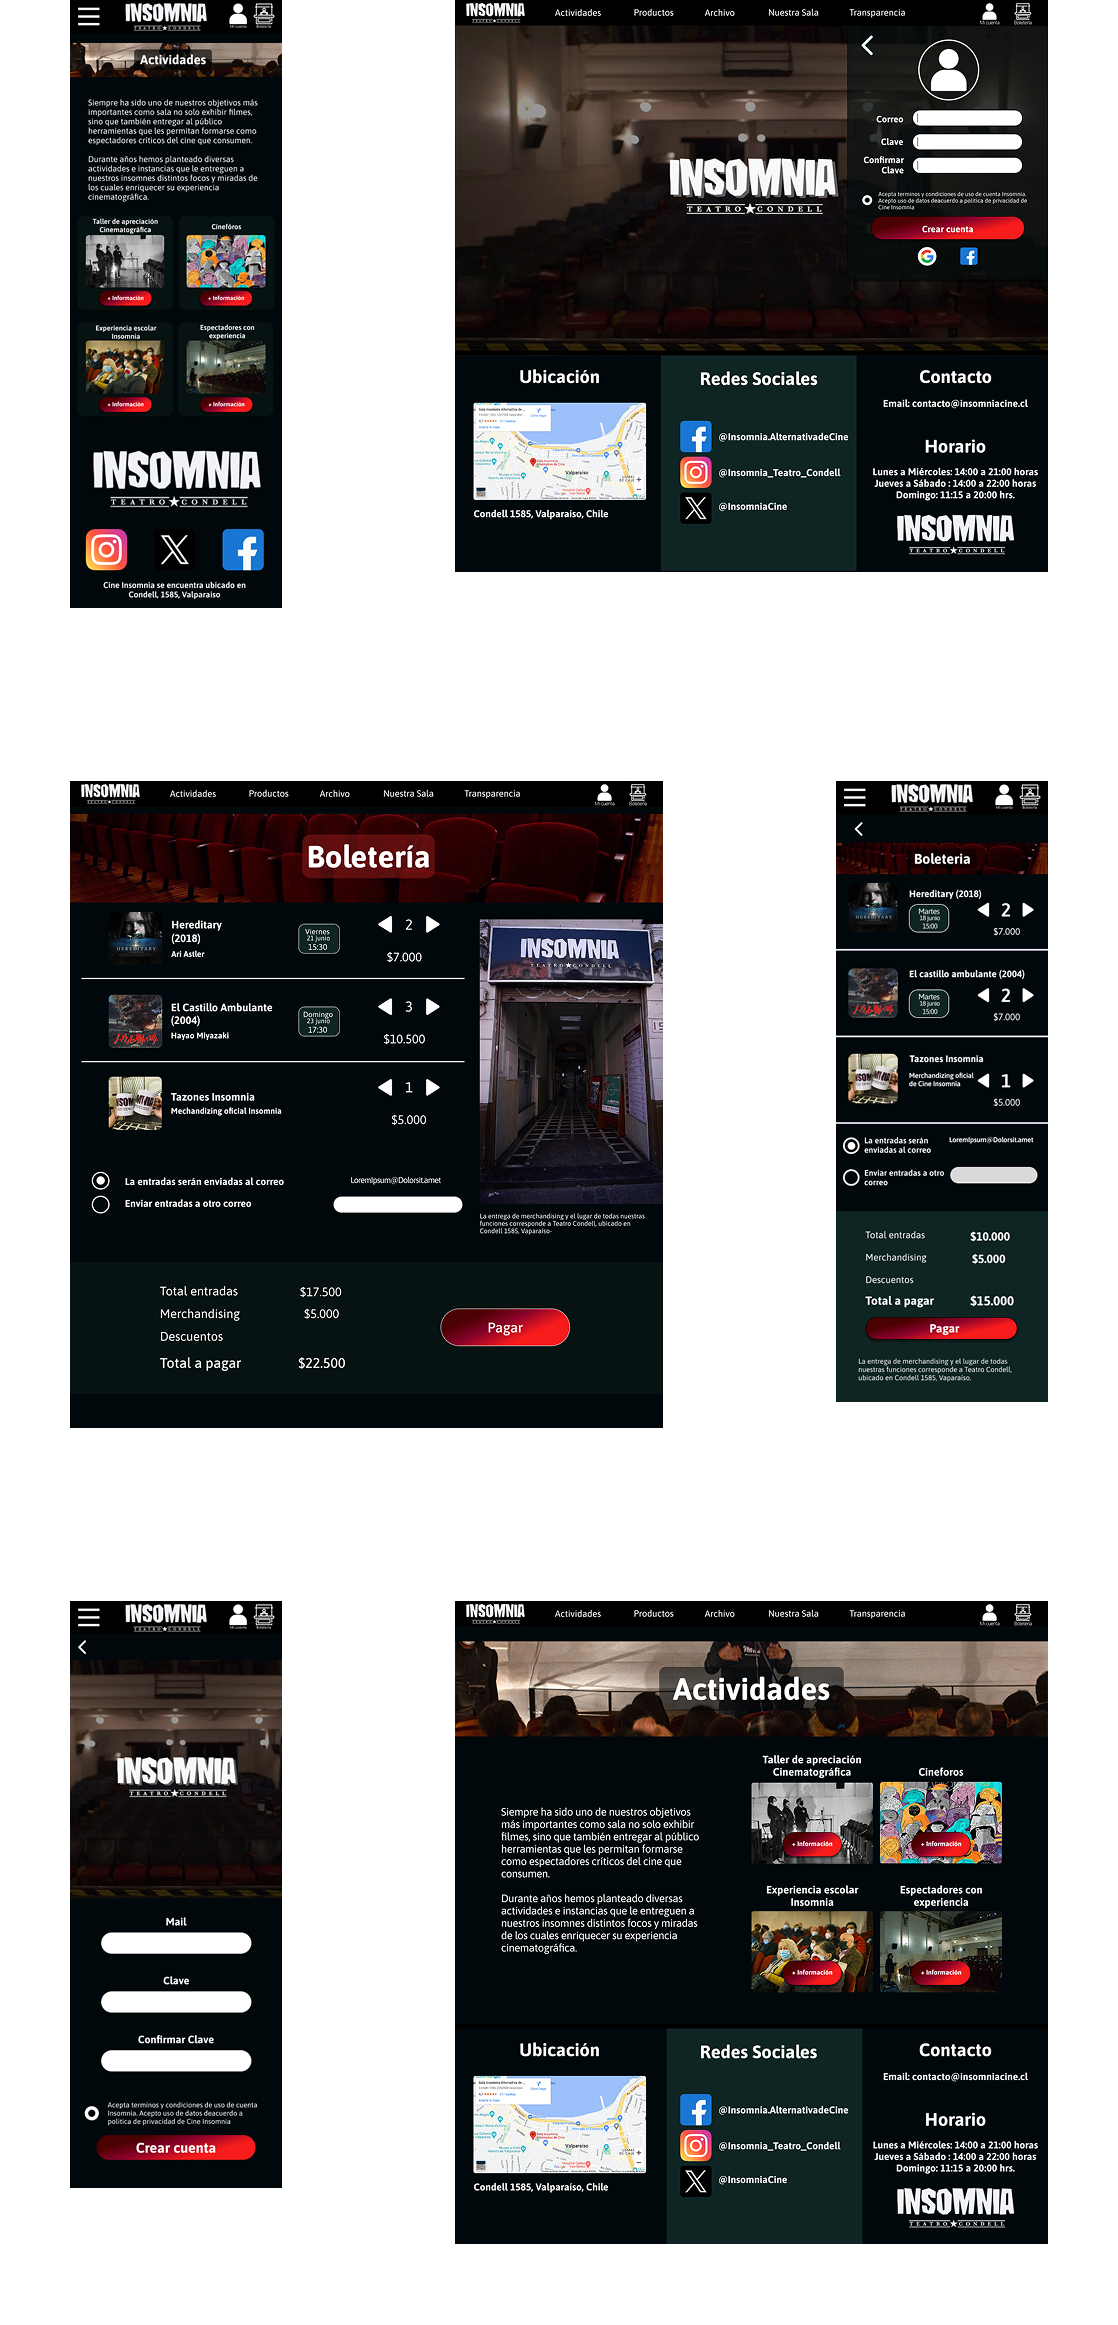 INSOMNIA
TEATRO★CONDELL
Mi cuenta
Boletería
Actividades
Siempre ha sido uno de nuestros objetivos más
importantes como sala no solo exhibir filmes,
sino que también entregar al público
herramientas que les permitan formarse como
espectadores críticos del cine que consumen.
Durante años hemos planteado diversas
actividades e instancias que le entreguen a
nuestros insomnes distintos focos y miradas de
los cuales enriquecer su experiencia
cinematográfica.
Taller de apreciación
Cinematográfica
Cinefóros
+ Información
+ Información
Experiencia escolar
Insomnia
Espectadores con
experiencia
+ Información
+ Información
INSOMNIA
TEATRO★CONDELL
Cine Insomnia se encuentra ubicado en
Condell, 1585, Valparaiso
INSOMNIA
TEATRO★CONDELL
Actividades
Productos
Archivo
Nuestra Sala
Transparencia
Mi cuenta
Boletería
INSOMNIA
TEATRO★CONDELL
Correo
Clave
Confirmar
Clave
Acepta terminos y condiciones de uso de cuenta Insomnia.
Acepto uso de datos deacuerdo a politica de privacidad de
Cine Insomnia
Crear cuenta
Ubicación
Valparaíso
Condell 1585, Valparaíso, Chile
Redes Sociales
@Insomnia.AlternativadeCine
@Insomnia_Teatro_Condell
@InsomniaCine
Contacto
Email: contacto@insomniacine.cl
Horario
Lunes a Miércoles: 14:00 a 21:00 horas
Jueves a Sábado : 14:00 a 22:00 horas
Domingo: 11:15 a 20:00 hrs.
INSOMNIA
TEATRO★CONDELL
INSOMNIA
TEATRO★CONDELL
Actividades
Productos
Archivo
Nuestra Sala
Transparencia
Mi cuenta
Boletería
Boletería
HEREDITARY
Hereditary
(2018)
Ari Astler
Viernes
21 junio
15:30
2
$7.000
El Castillo Ambulante
(2004)
Hayao Miyazaki
Domingo
23 junio
17:30
3
$10.500
Tazones Insomnia
Mechandizing oficial Insomnia
1
$5.000
INSOMNIA
TEATRO★CONDELL
La entradas serán enviadas al correo
LoremIpsum@Dolorsit.amet
Enviar entradas a otro correo
La entrega de merchandising y el lugar de todas nuestras
funciones corresponde a Teatro Condell, ubicado en
Condell 1585, Vaparaíso-
Total entradas
$17.500
Merchandising
$5.000
Descuentos
Total a pagar
$22.500
Pagar
INSOMNIA
TEATRO★CONDELL
Mi cuenta
Boletería
Boleteria
HEREDITARY
Hereditary (2018)
Martes
18 junio
15:00
2
$7.000
El castillo ambulante (2004)
Martes
18 junio
15:00
2
$7.000
Tazones Insomnia
Merchandizing oficial
de Cine Insomnia
1
$5.000
La entradas serán
enviadas al correo
LoremIpsum@Dolorsit.amet
Enviar entradas a otro
correo
Total entradas
$10.000
Merchandising
$5.000
Descuentos
Total a pagar
$15.000
Pagar
La entrega de merchandising y el lugar de todas
nuestras funciones corresponde a Teatro Condell,
ubicado en Condell 1585, Vaparaíso.
INSOMNIA
TEATRO★CONDELL
Mi cuenta
Boletería
INSOMNIA
TEATRO★CONDELL
Mail
Clave
Confirmar Clave
Acepta terminos y condiciones de uso de cuenta
Insomnia. Acepto uso de datos deacuerdo a
politica de privacidad de Cine Insomnia
Crear cuenta
INSOMNIA
TEATRO★CONDELL
Actividades
Productos
Archivo
Nuestra Sala
Transparencia
Mi cuenta
Boletería
Actividades
Siempre ha sido uno de nuestros objetivos
más importantes como sala no solo exhibir
filmes, sino que también entregar al público
herramientas que les permitan formarse
como espectadores críticos del cine que
consumen.
Durante años hemos planteado diversas
actividades e instancias que le entreguen a
nuestros insomnes distintos focos y miradas
de los cuales enriquecer su experiencia
cinematográfica.
Taller de apreciación
Cinematográfica
Cineforos
+ Información
+ Información
Experiencia escolar
Insomnia
Espectadores con
experiencia
+ Información
+ Información
Ubicación
Valparaíso
Condell 1585, Valparaíso, Chile
Redes Sociales
@Insomnia.AlternativadeCine
@Insomnia_Teatro_Condell
@InsomniaCine
Contacto
Email: contacto@insomniacine.cl
Horario
Lunes a Miércoles: 14:00 a 21:00 horas
Jueves a Sábado : 14:00 a 22:00 horas
Domingo: 11:15 a 20:00 hrs.
INSOMNIA
TEATRO★CONDELL